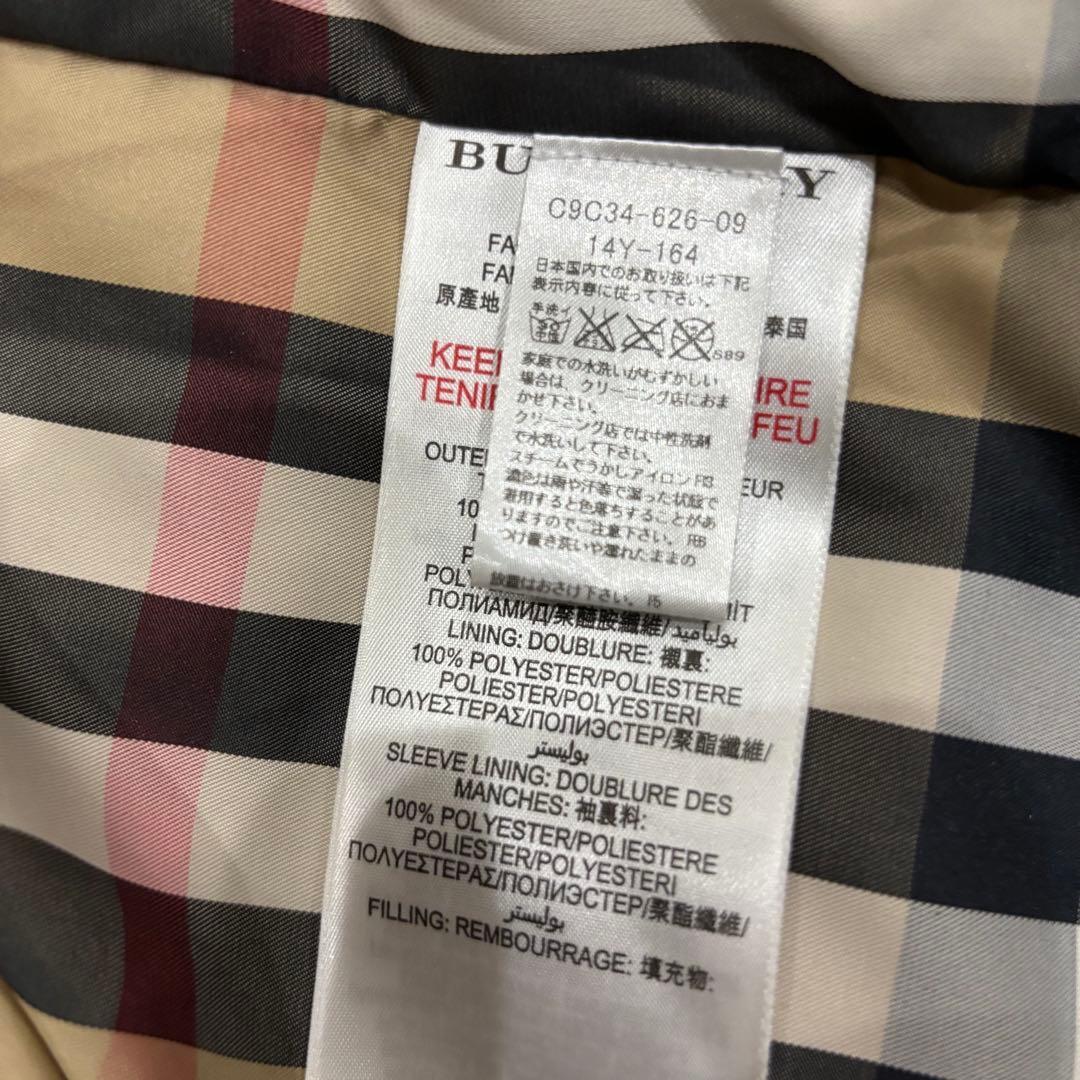 BU
Y
C9C34-626-09
14Y-164
日本国内でのお取り扱いは下記
表示内容に従って下さい。
手洗イ
S89
家庭での水洗いがむずかしい
場合は、クリーニング店におま
かせ下さい。
クリーニング店では中性洗剤
で水洗いして下さい。
スチームでうかしアイロン F13
濃色は雨や汗等で湿った状態で
着用すると色落ちすることがあ
りますのでご注意下さい。
つけ置き洗いや濡れたままの
放置はおさけ下さい。
FA
FA
原產地
泰国
KEE
IRE
TENI
FEU
OUTE
EUR
10
POLY
ПОЛИАМИД/聚醯胺纖維/بولياميد
LINING: DOUBLURE: 襯裏:
100% POLYESTER/POLIESTERE
POLIESTER/POLYESTERI
ΠΟΛΥΕΣΤΕΡΑΣ/ПОЛИЭСТЕР/聚酯纖維/
بوليستر
SLEEVE LINING: DOUBLURE DES
MANCHES: 袖裏料:
100% POLYESTER/POLIESTERE
POLIESTER/POLYESTERI
ΠΟΛΥΕΣΤΕΡΑΣ/ПОЛИЭСТЕР/聚酯纖維/
بوليستر
FILLING: REMBOURRAGE: 填充物: